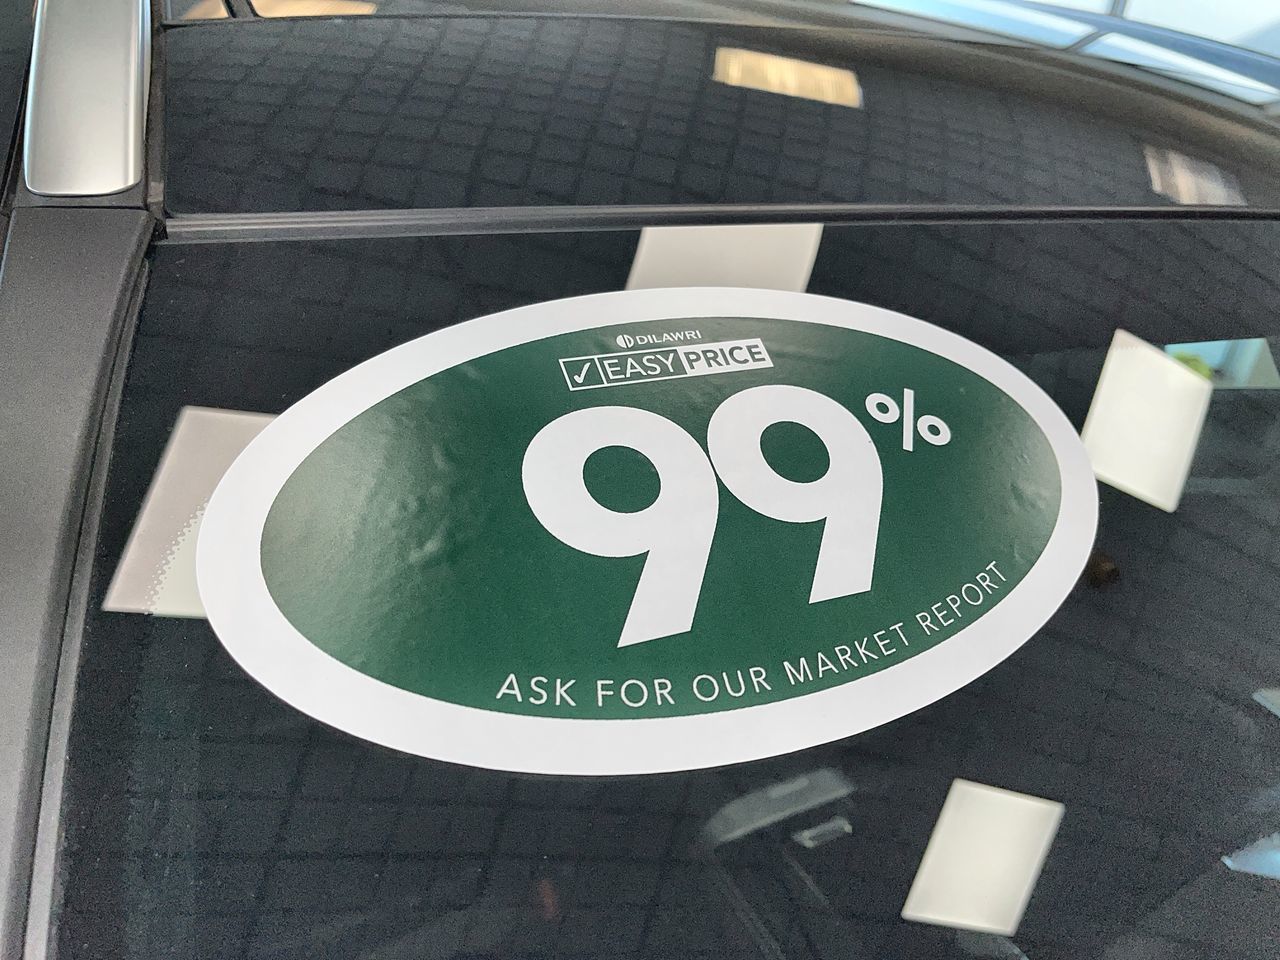 DILAWRI
✓ EASY PRICE
99%
ASK FOR OUR MARKET REPORT